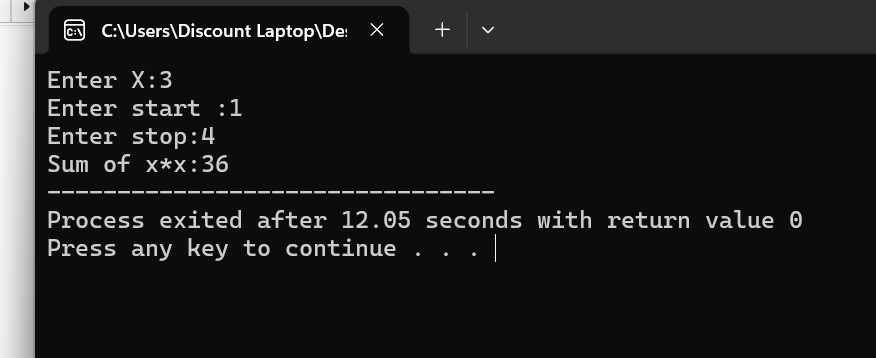 C:\Users\Discount Laptop\De
Enter X:3
Enter start :1
Enter stop:4
Sum of x*x:36
--------------------------------
Process exited after 12.05 seconds with return value 0
Press any key to continue . . .